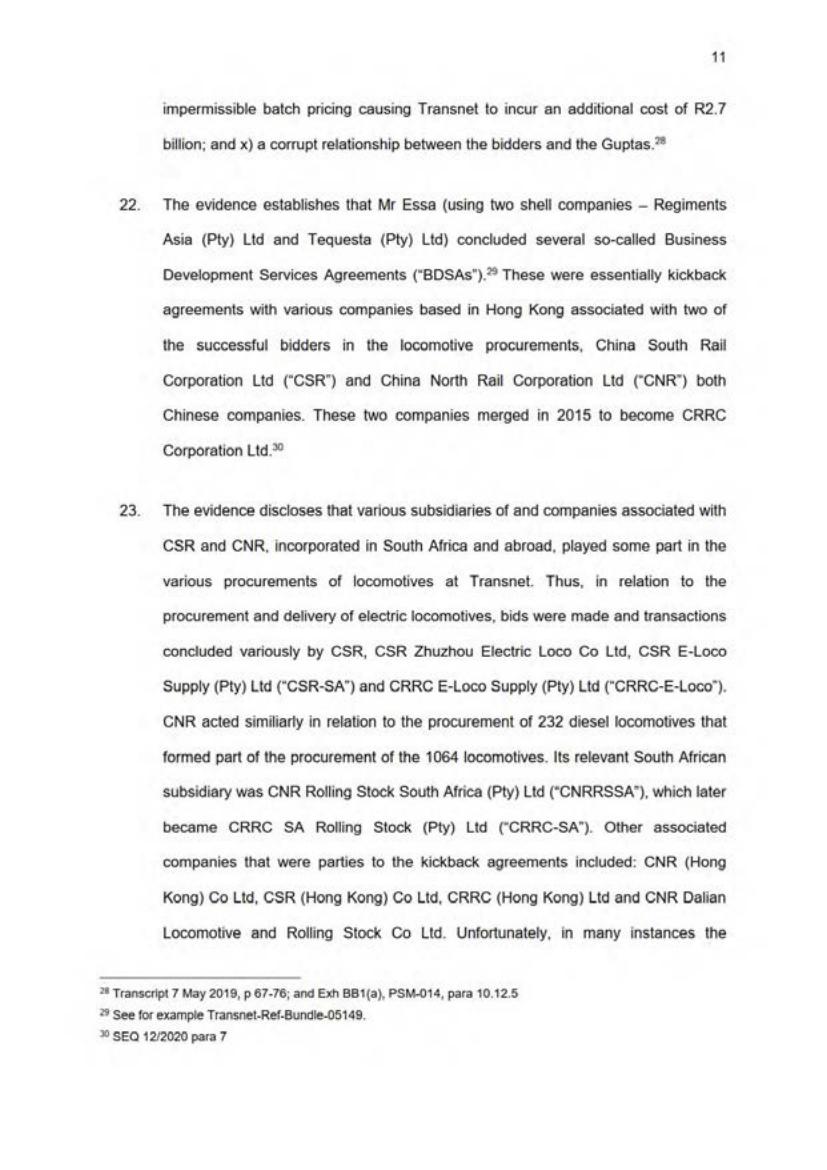 11
impermissible batch pricing causing Transnet to incur an additional cost of R2.7
billion; and x) a corrupt relationship between the bidders and the Guptas.28
22. The evidence establishes that Mr Essa (using two shell companies – Regiments
Asia (Pty) Ltd and Tequesta (Pty) Ltd) concluded several so-called Business
Development Services Agreements (“BDSAs”).29 These were essentially kickback
agreements with various companies based in Hong Kong associated with two of
the successful bidders in the locomotive procurements, China South Rail
Corporation Ltd (“CSR”) and China North Rail Corporation Ltd (“CNR”) both
Chinese companies. These two companies merged in 2015 to become CRRC
Corporation Ltd.30
23. The evidence discloses that various subsidiaries of and companies associated with
CSR and CNR, incorporated in South Africa and abroad, played some part in the
various procurements of locomotives at Transnet. Thus, in relation to the
procurement and delivery of electric locomotives, bids were made and transactions
concluded variously by CSR, CSR Zhuzhou Electric Loco Co Ltd, CSR E-Loco
Supply (Pty) Ltd (“CSR-SA”) and CRRC E-Loco Supply (Pty) Ltd (“CRRC-E-Loco”).
CNR acted similiarly in relation to the procurement of 232 diesel locomotives that
formed part of the procurement of the 1064 locomotives. Its relevant South African
subsidiary was CNR Rolling Stock South Africa (Pty) Ltd (“CNRRSSA”), which later
became CRRC SA Rolling Stock (Pty) Ltd (“CRRC-SA”). Other associated
companies that were parties to the kickback agreements included: CNR (Hong
Kong) Co Ltd, CSR (Hong Kong) Co Ltd, CRRC (Hong Kong) Ltd and CNR Dalian
Locomotive and Rolling Stock Co Ltd. Unfortunately, in many instances the
28 Transcript 7 May 2019, p 67-76; and Exh BB1(a), PSM-014, para 10.12.5
29 See for example Transnet-Ref-Bundle-05149.
30 SEQ 12/2020 para 7